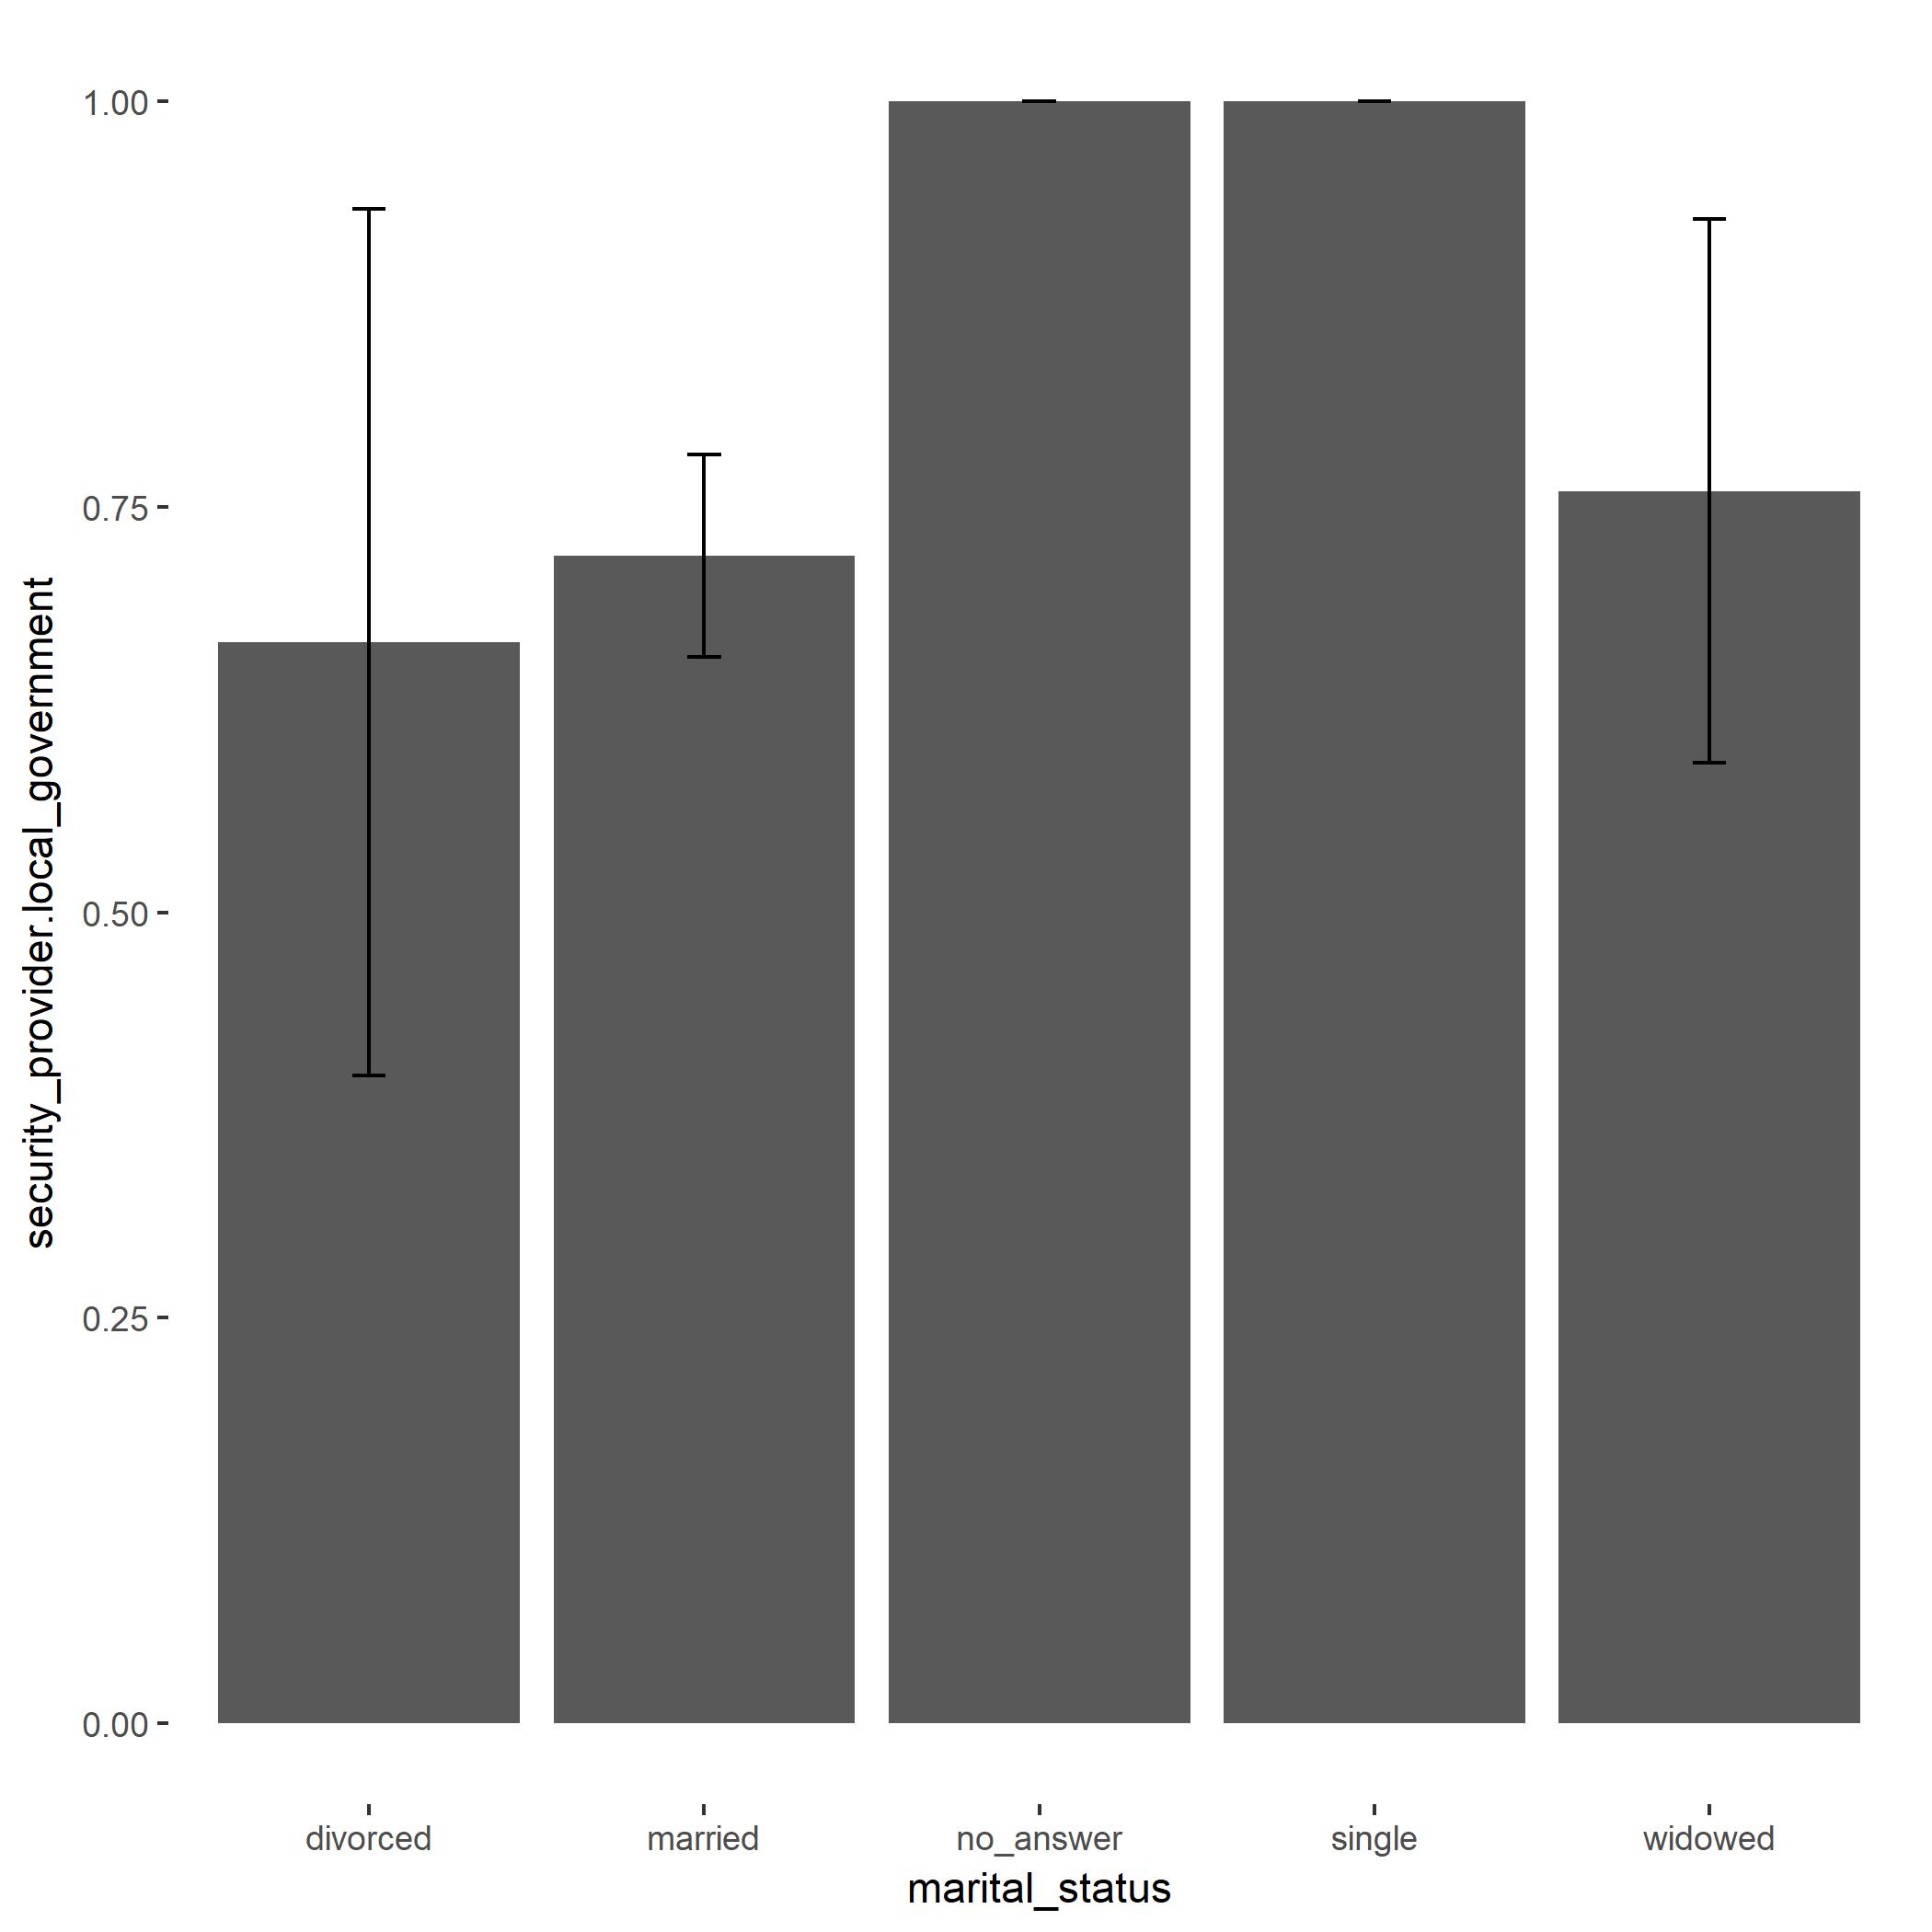 1.00
0.75
0.50
0.25
0.00
security_provider.local_government
divorced married no_answer single widowed
marital_status